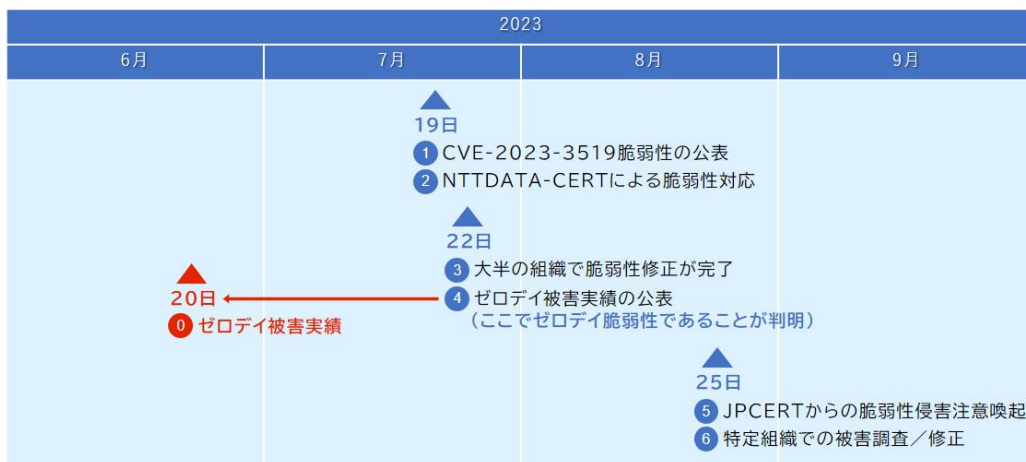 2023
6月
7月
8月
9月
19日
1 CVE-2023-3519脆弱性の公表
2 NTTDATA-CERTによる脆弱性対応
22日
3 大半の組織で脆弱性修正が完了
4 ゼロデイ被害実績の公表
(ここでゼロデイ脆弱性であることが判明)
20日
0 ゼロデイ被害実績
25日
5 JPCERTからの脆弱性侵害注意喚起
6 特定組織での被害調査／修正